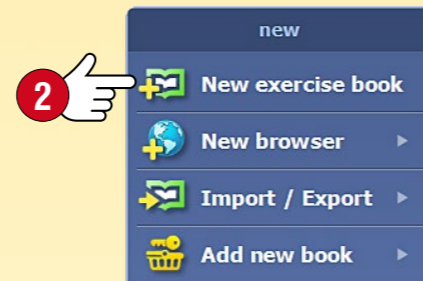 new
2
New exercise book
New browser
Import / Export
Add new book